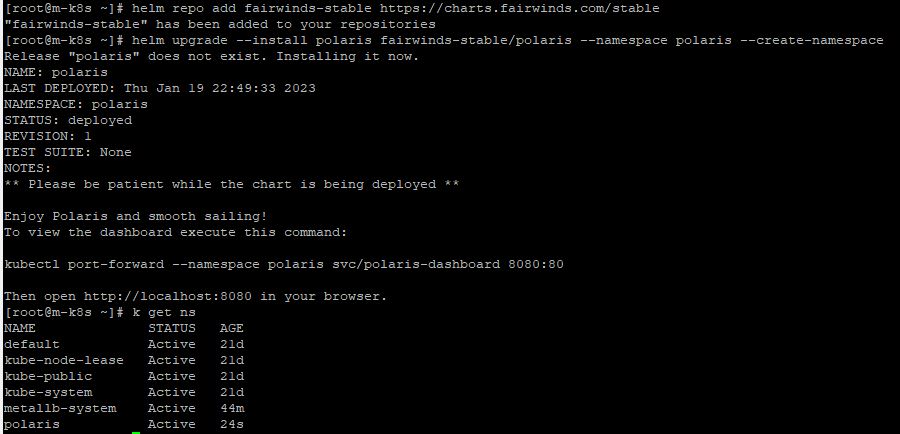 [root@m-k8s ~]# helm repo add fairwinds-stable https://charts.fairwinds.com/stable
"fairwinds-stable" has been added to your repositories
[root@m-k8s ~]# helm upgrade --install polaris fairwinds-stable/polaris --namespace polaris --create-namespace
Release "polaris" does not exist. Installing it now.
NAME: polaris
LAST DEPLOYED: Thu Jan 19 22:49:33 2023
NAMESPACE: polaris
STATUS: deployed
REVISION: 1
TEST SUITE: None
NOTES:
** Please be patient while the chart is being deployed **
Enjoy Polaris and smooth sailing!
To view the dashboard execute this command:
kubectl port-forward --namespace polaris svc/polaris-dashboard 8080:80
Then open http://localhost:8080 in your browser.
[root@m-k8s ~]# k get ns
NAME STATUS AGE
default Active 21d
kube-node-lease Active 21d
kube-public Active 21d
kube-system Active 21d
metallb-system Active 44m
polaris Active 24s